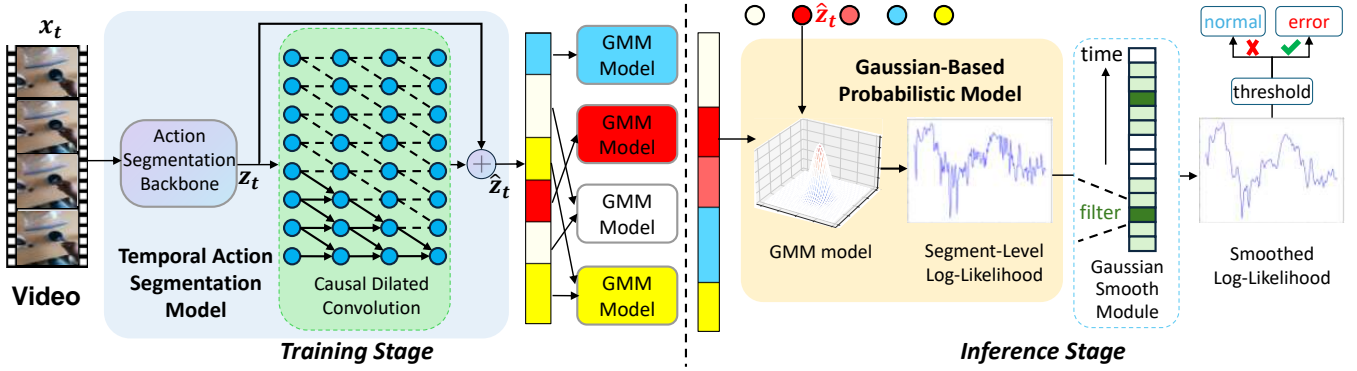 x_t
Video
Action
Segmentation
Backbone
z_t
Temporal Action
Segmentation
Model
Causal Dilated
Convolution
+
ẑ_t
GMM
Model
GMM
Model
GMM
Model
GMM
Model
Training Stage
ẑ_t
Gaussian-Based
Probabilistic Model
GMM model
Segment-Level
Log-Likelihood
time
filter
Gaussian
Smooth
Module
normal
error
threshold
Smoothed
Log-Likelihood
Inference Stage